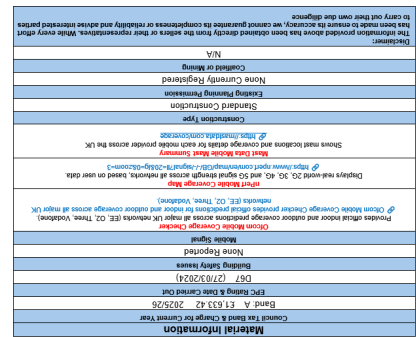 Material Information
Council Tax Band & Charge for Current Year
Band: A £1,633.42 2025/26
EPC Rating & Date Carried Out
D67 (27/03/2024)
Building Safety Issues
None Reported
Mobile Signal
Ofcom Mobile Coverage Checker
Provides official indoor and outdoor coverage predictions across all major UK networks (EE, O2, Three, Vodafone).
Ofcom Mobile Coverage Checker provides official predictions for indoor and outdoor coverage across all major UK
networks (EE, O2, Three, Vodafone).
nPerf Mobile Coverage Map
Displays real-world 2G, 3G, 4G, and 5G signal strength across all networks, based on user data.
Mast Data Mobile Mast Summary
Shows mast locations and coverage details for each mobile provider across the UK
https://mastdata.com/coverage
Construction Type
Standard Construction
Existing Planning Permission
None Currently Registered
Coalfield or Mining
N/A
Disclaimer:
The information provided above has been obtained directly from the sellers or their representatives. While every effort
has been made to ensure its accuracy, we cannot guarantee its completeness or reliability and advise interested parties
to carry out their own due diligence